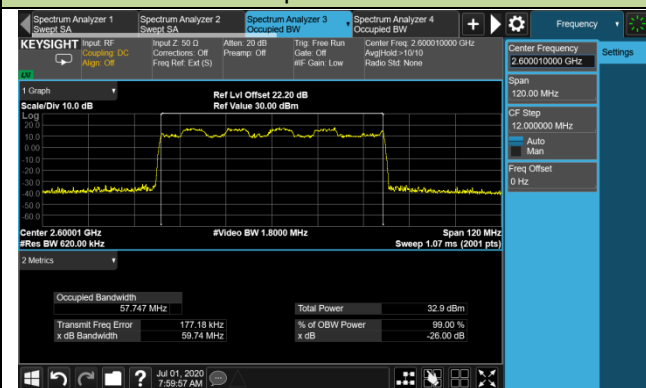 Spectrum Analyzer 1
Swept SA
Spectrum Analyzer 2
Swept SA
Spectrum Analyzer 3
Occupied BW
Spectrum Analyzer 4
Occupied BW
Frequency
KEYSIGHT
Input: RF
Coupling: DC
Align: Off
Input Z: 50 Ω
Corrections: Off
Freq Ref: Ext (S)
Atten: 20 dB
Preamp: Off
Trig: Free Run
Gate: Off
#IF Gain: Low
Center Freq: 2.600010000 GHz
Avg|Hold:>10/10
Radio Std: None
Center Frequency
2.600010000 GHz
Settings
Span
120.00 MHz
CF Step
12.000000 MHz
Auto
Man
Freq Offset
0 Hz
1 Graph
Scale/Div 10.0 dB
Ref Lvl Offset 22.20 dB
Ref Value 30.00 dBm
Log
20.0
10.0
0.00
-10.0
-20.0
-30.0
-40.0
-50.0
-60.0
Center 2.60001 GHz
#Res BW 620.00 kHz
#Video BW 1.8000 MHz
Span 120 MHz
Sweep 1.07 ms (2001 pts)
2 Metrics
Occupied Bandwidth
57.747 MHz
Total Power
32.9 dBm
Transmit Freq Error
177.18 kHz
% of OBW Power
99.00 %
x dB Bandwidth
59.74 MHz
x dB
-26.00 dB
?
Jul 01, 2020
7:59:57 AM